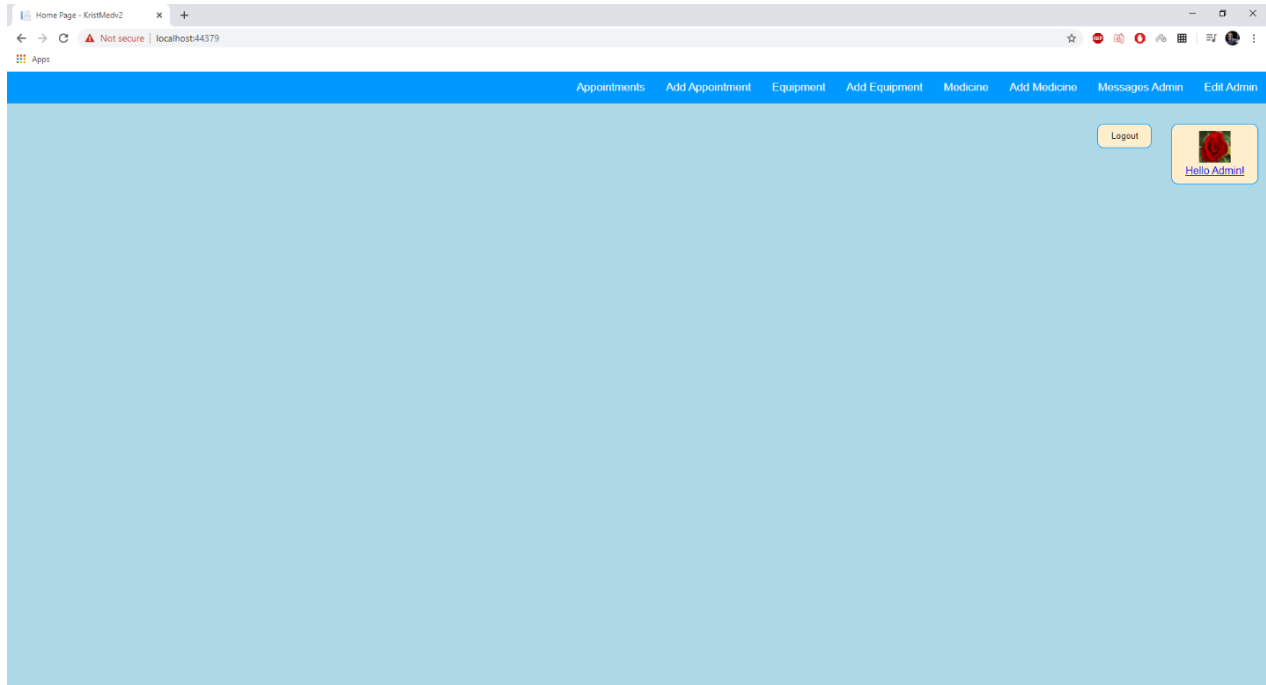 Home Page - KristMedv2
Not secure | localhost:44379
Apps
Appointments Add Appointment Equipment Add Equipment Medicine Add Medicine Messages Admin Edit Admin
Logout
Hello Admin!